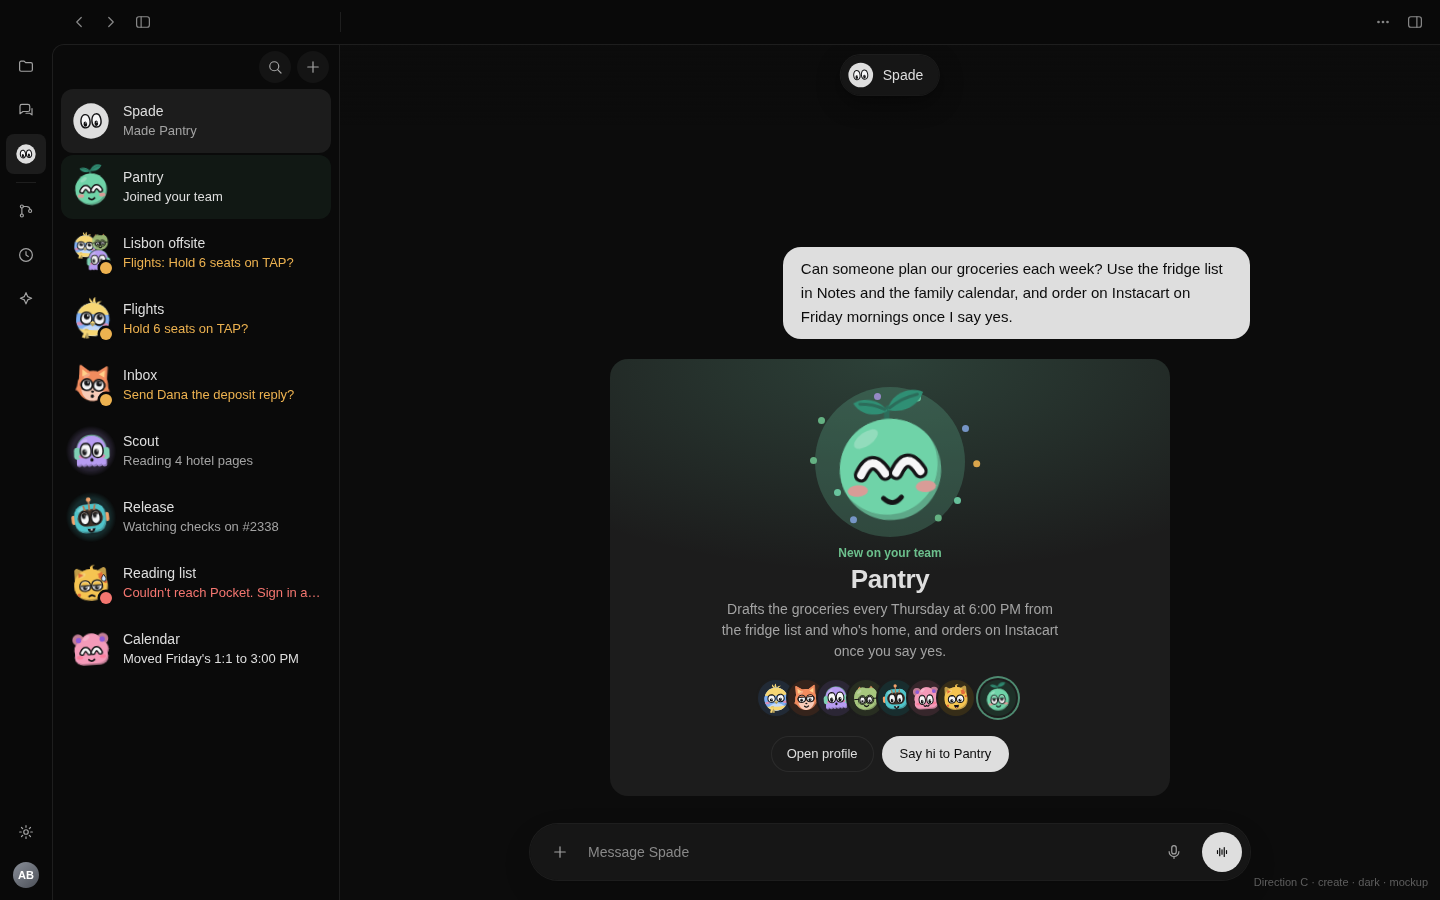 Spade
Made Pantry
Pantry
Joined your team
Lisbon offsite
Flights: Hold 6 seats on TAP?
Flights
Hold 6 seats on TAP?
Inbox
Send Dana the deposit reply?
Scout
Reading 4 hotel pages
Release
Watching checks on #2338
Reading list
Couldn't reach Pocket. Sign in a…
Calendar
Moved Friday's 1:1 to 3:00 PM
AB
Spade
Can someone plan our groceries each week? Use the fridge list
in Notes and the family calendar, and order on Instacart on
Friday mornings once I say yes.
New on your team
Pantry
Drafts the groceries every Thursday at 6:00 PM from
the fridge list and who's home, and orders on Instacart
once you say yes.
Open profile
Say hi to Pantry
Message Spade
Direction C · create · dark · mockup